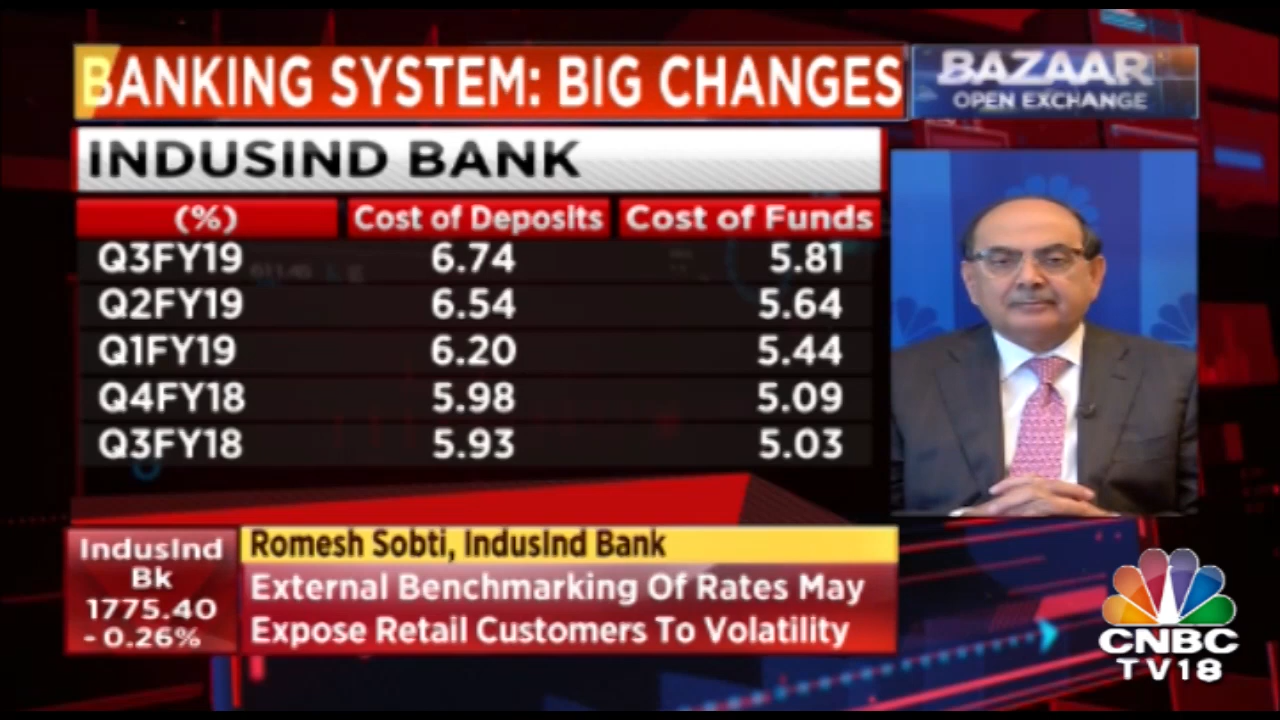 BANKING SYSTEM: BIG CHANGES
BAZAAR
OPEN EXCHANGE
INDUSIND BANK
(%) Cost of Deposits Cost of Funds
Q3FY19 6.74 5.81
Q2FY19 6.54 5.64
Q1FY19 6.20 5.44
Q4FY18 5.98 5.09
Q3FY18 5.93 5.03
IndusInd
Bk
1775.40
- 0.26%
Romesh Sobti, IndusInd Bank
External Benchmarking Of Rates May
Expose Retail Customers To Volatility
CNBC
TV18